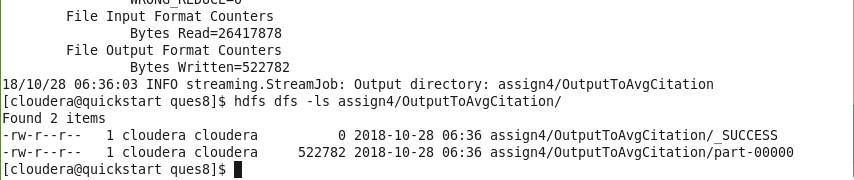 WRONG_REDUCE=0
File Input Format Counters
Bytes Read=26417878
File Output Format Counters
Bytes Written=522782
18/10/28 06:36:03 INFO streaming.StreamJob: Output directory: assign4/OutputToAvgCitation
[cloudera@quickstart ques8]$ hdfs dfs -ls assign4/OutputToAvgCitation/
Found 2 items
-rw-r--r--   1 cloudera cloudera          0 2018-10-28 06:36 assign4/OutputToAvgCitation/_SUCCESS
-rw-r--r--   1 cloudera cloudera     522782 2018-10-28 06:36 assign4/OutputToAvgCitation/part-00000
[cloudera@quickstart ques8]$